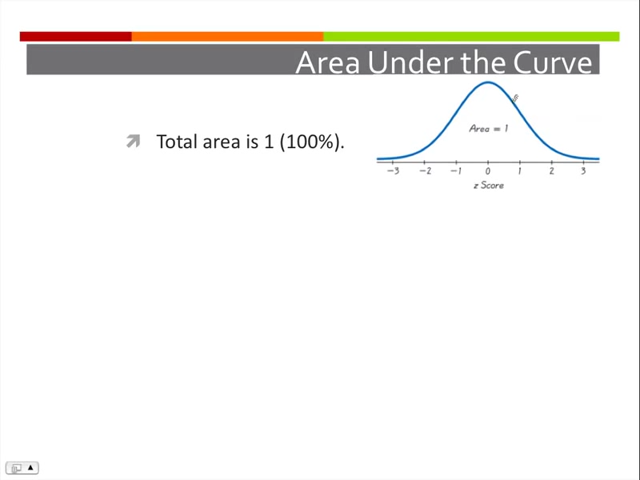 Area Under the Curve
Total area is 1 (100%).
Area = 1
−3 −2 −1 0 1 2 3
z Score